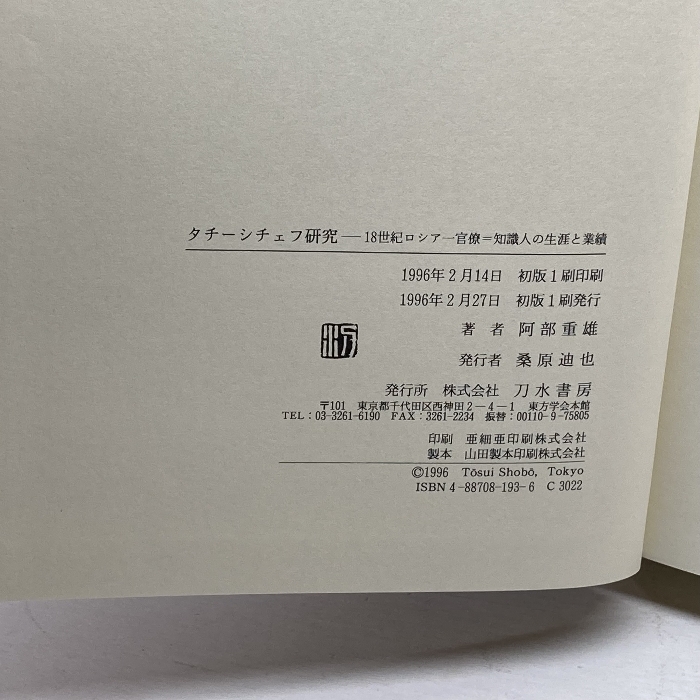 タチーシチェフ研究 — 18世紀ロシア一官僚=知識人の生涯と業績
1996年2月14日 初版1刷印刷
1996年2月27日 初版1刷発行
著者 阿部重雄
発行者 桑原迪也
発行所 株式会社 刀水書房
〒101 東京都千代田区西神田2-4-1 東方学会本館
TEL: 03-3261-6190 FAX: 3261-2234 振替: 00110-9-75805
印刷 亜細亜印刷株式会社
製本 山田製本印刷株式会社
©1996 Tōsui Shobō, Tokyo
ISBN 4-88708-193-6 C 3022